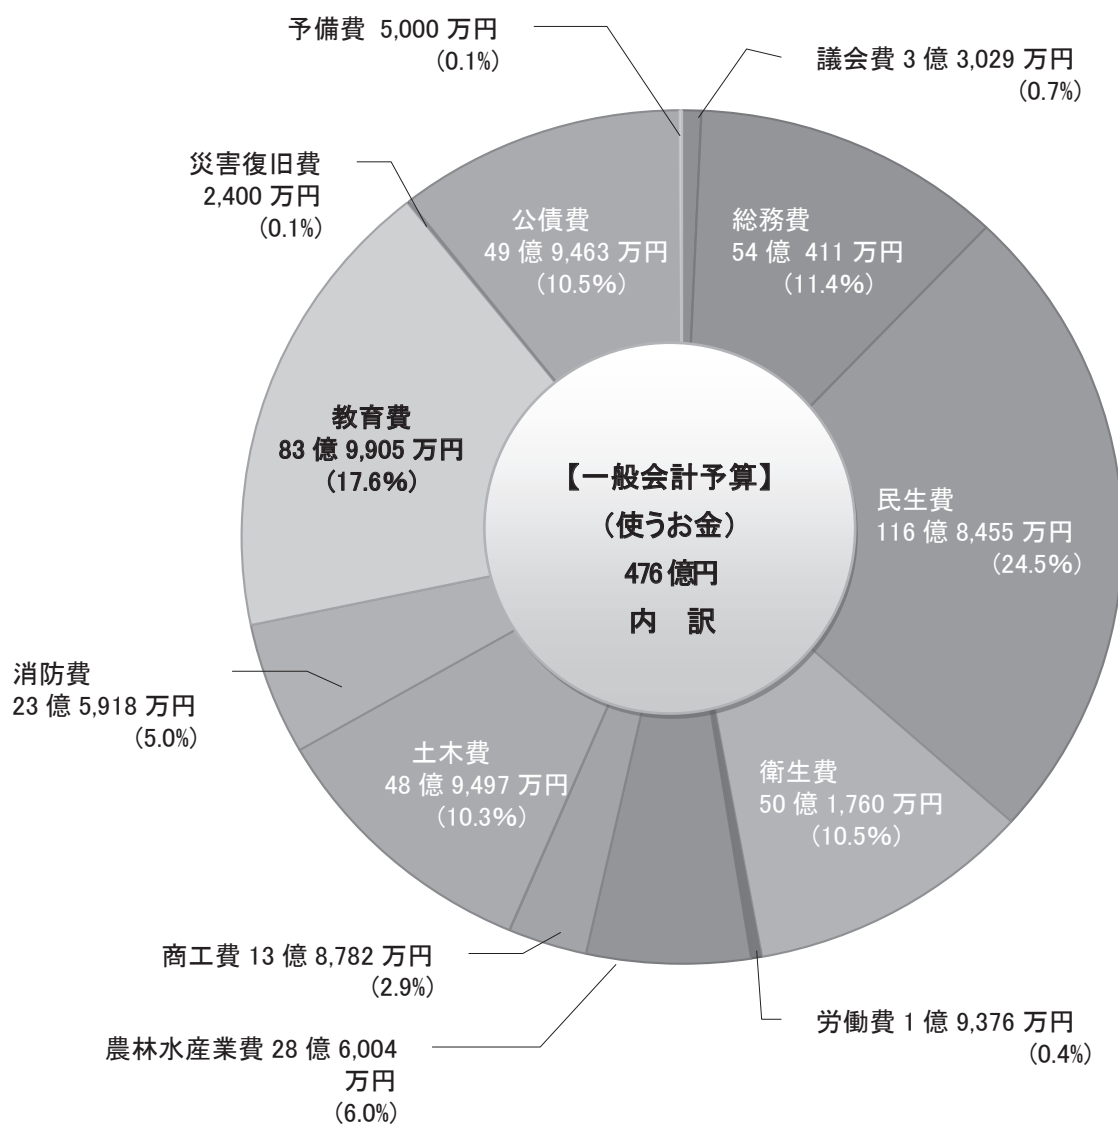 予備費 5,000 万円
(0.1%)
議会費 3 億 3,029 万円
(0.7%)
災害復旧費
2,400 万円
(0.1%)
公債費
49 億 9,463 万円
(10.5%)
総務費
54 億 411 万円
(11.4%)
教育費
83 億 9,905 万円
(17.6%)
【一般会計予算】
(使うお金)
476 億円
内 訳
民生費
116 億 8,455 万円
(24.5%)
消防費
23 億 5,918 万円
(5.0%)
土木費
48 億 9,497 万円
(10.3%)
衛生費
50 億 1,760 万円
(10.5%)
商工費 13 億 8,782 万円
(2.9%)
農林水産業費 28 億 6,004
万円
(6.0%)
労働費 1 億 9,376 万円
(0.4%)